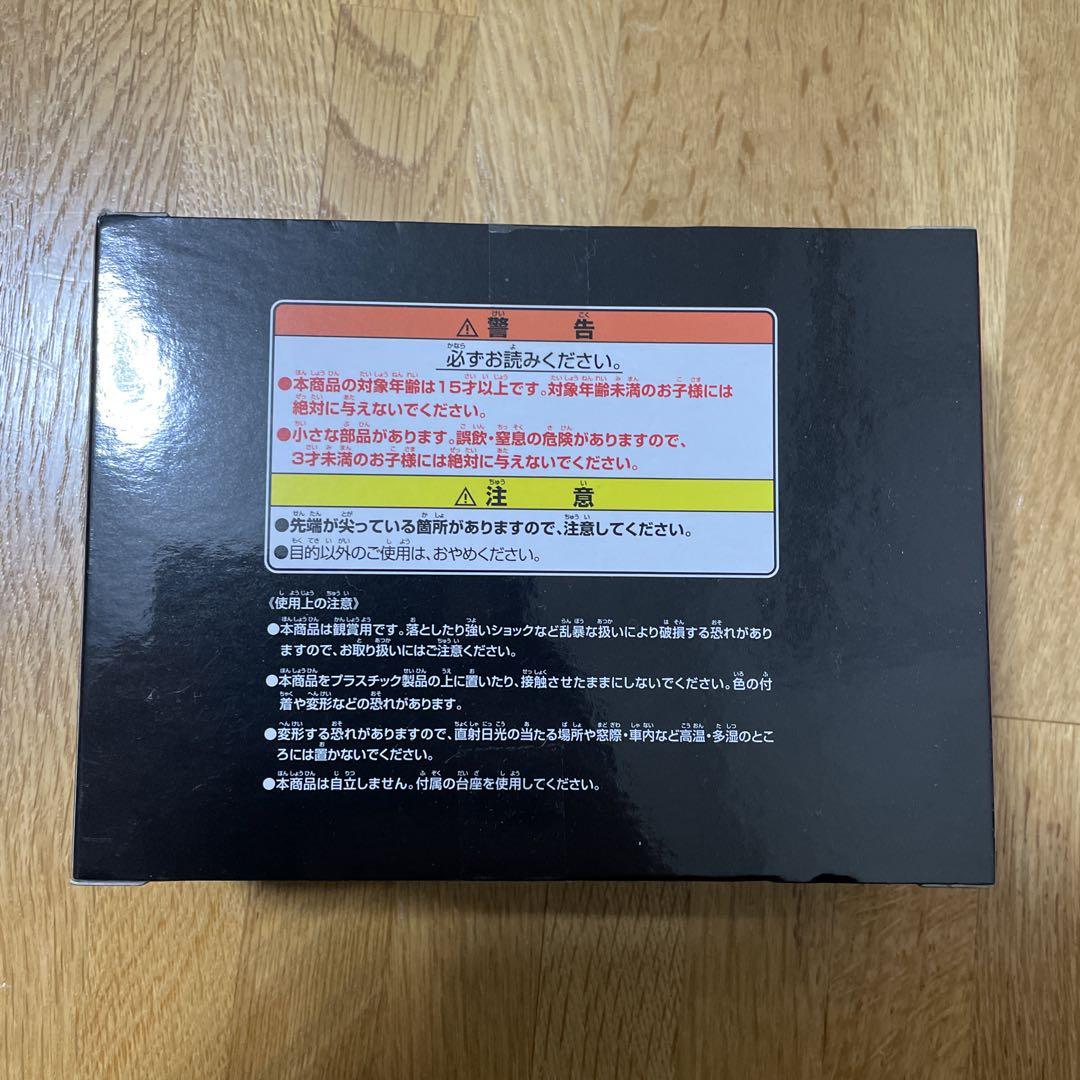 ⚠警告
必ずお読みください。
●本商品の対象年齢は15才以上です。対象年齢未満のお子様には
絶対に与えないでください。
●小さな部品があります。誤飲・窒息の危険がありますので、
3才未満のお子様には絶対に与えないでください。
⚠注意
●先端が尖っている箇所がありますので、注意してください。
●目的以外のご使用は、おやめください。
《使用上の注意》
●本商品は観賞用です。落としたり強いショックなど乱暴な扱いにより破損する恐れがあり
ますので、お取り扱いにはご注意ください。
●本商品をプラスチック製品の上に置いたり、接触させたままにしないでください。色の付
着や変形などの恐れがあります。
●変形する恐れがありますので、直射日光の当たる場所や窓際・車内など高温・多湿のとこ
ろには置かないでください。
●本商品は自立しません。付属の台座を使用してください。